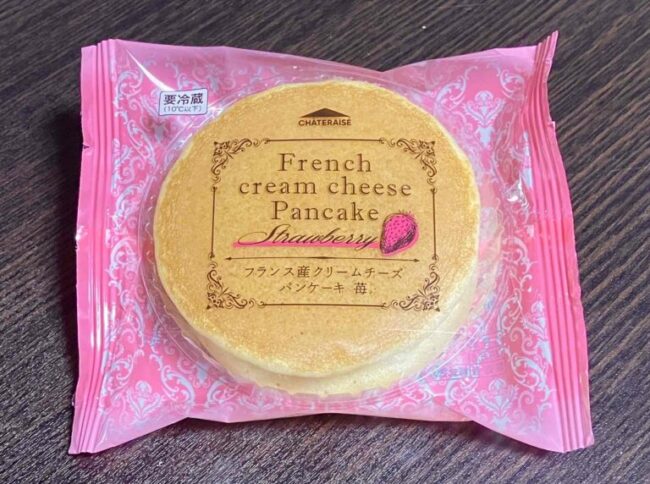 要冷蔵
(10℃以下)
CHATERAISÉ
French
cream cheese
Pancake
Strawberry
フランス産クリームチーズ
パンケーキ 苺